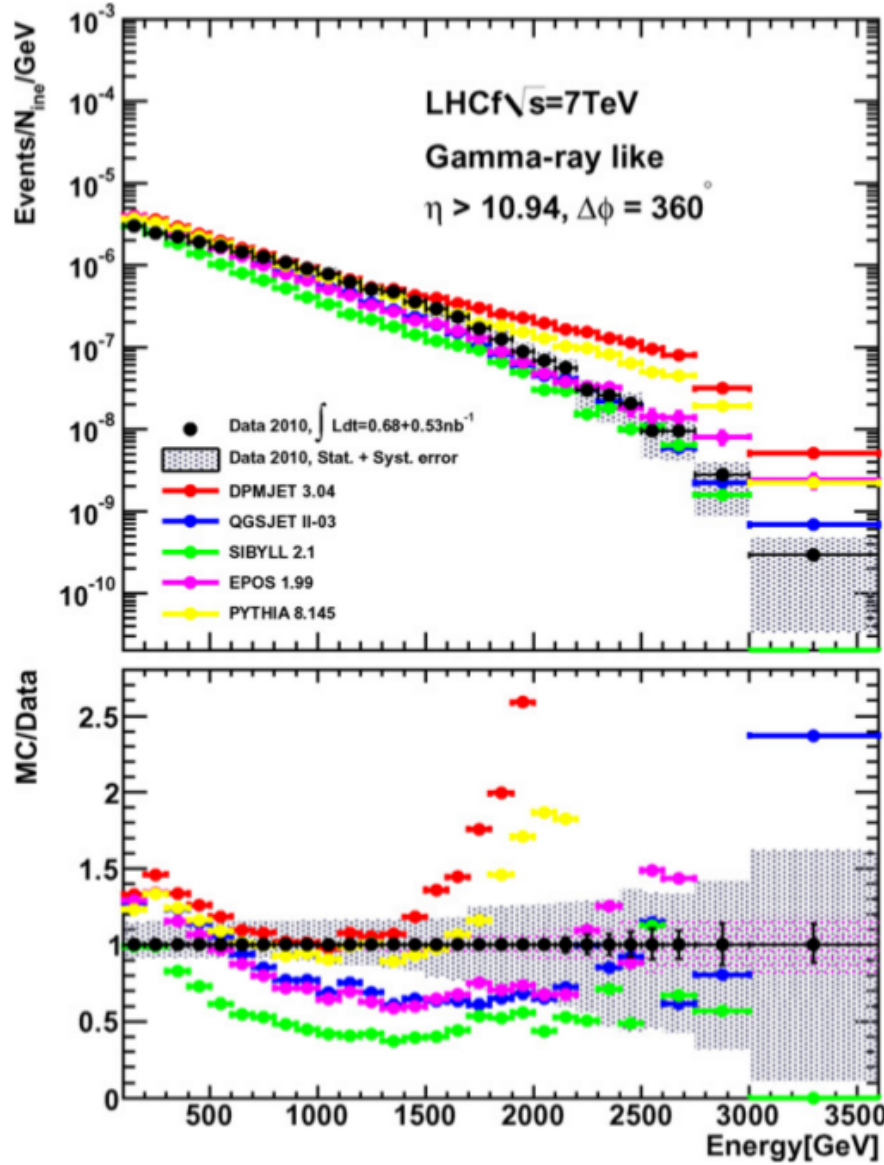 Events/N_ine/GeV
10^-3
10^-4
10^-5
10^-6
10^-7
10^-8
10^-9
10^-10
LHCf√s=7TeV
Gamma-ray like
η > 10.94, Δϕ = 360°
Data 2010, ∫ Ldt=0.68+0.53nb^-1
Data 2010, Stat. + Syst. error
DPMJET 3.04
QGSJET II-03
SIBYLL 2.1
EPOS 1.99
PYTHIA 8.145
MC/Data
2.5
2
1.5
1
0.5
0
500 1000 1500 2000 2500 3000 3500
Energy[GeV]